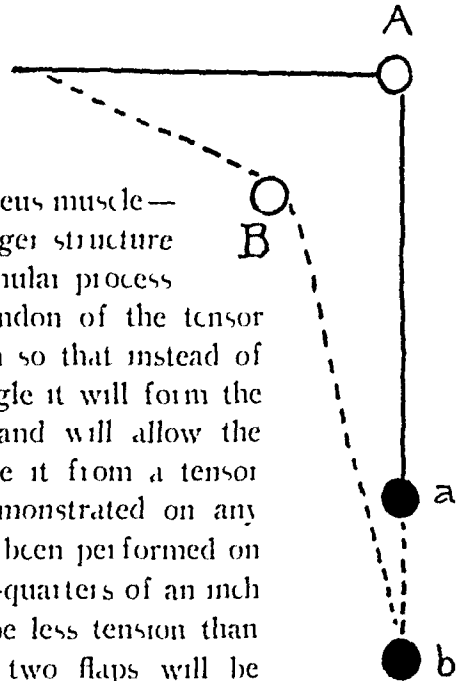 A
eus muscle—
ger structure
B
nular process
ndon of the tensor
so that instead of
gle it will form the
and will allow the
e it from a tensor
monstrated on any
a
been performed on
-quarters of an inch
be less tension than
two flaps will be
b